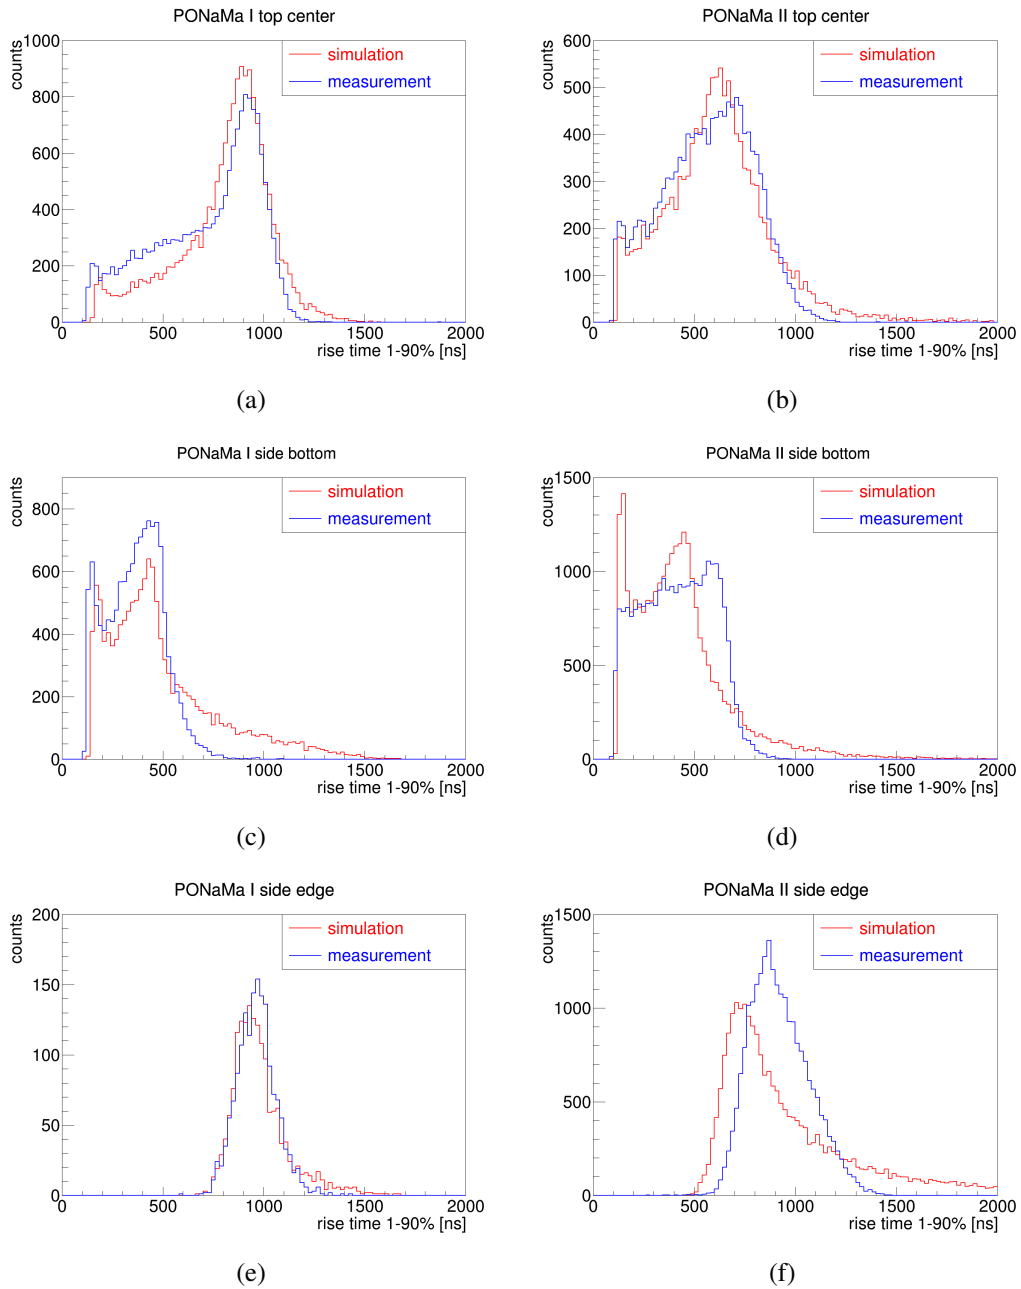 PONaMa I top center
counts
1000
800
600
400
200
0
simulation
measurement
0 500 1000 1500 2000
rise time 1-90% [ns]
(a)
PONaMa II top center
counts
600
500
400
300
200
100
0
simulation
measurement
0 500 1000 1500 2000
rise time 1-90% [ns]
(b)
PONaMa I side bottom
counts
800
600
400
200
0
simulation
measurement
0 500 1000 1500 2000
rise time 1-90% [ns]
(c)
PONaMa II side bottom
counts
1500
1000
500
0
simulation
measurement
0 500 1000 1500 2000
rise time 1-90% [ns]
(d)
PONaMa I side edge
counts
200
150
100
50
0
simulation
measurement
0 500 1000 1500 2000
rise time 1-90% [ns]
(e)
PONaMa II side edge
counts
1500
1000
500
0
simulation
measurement
0 500 1000 1500 2000
rise time 1-90% [ns]
(f)